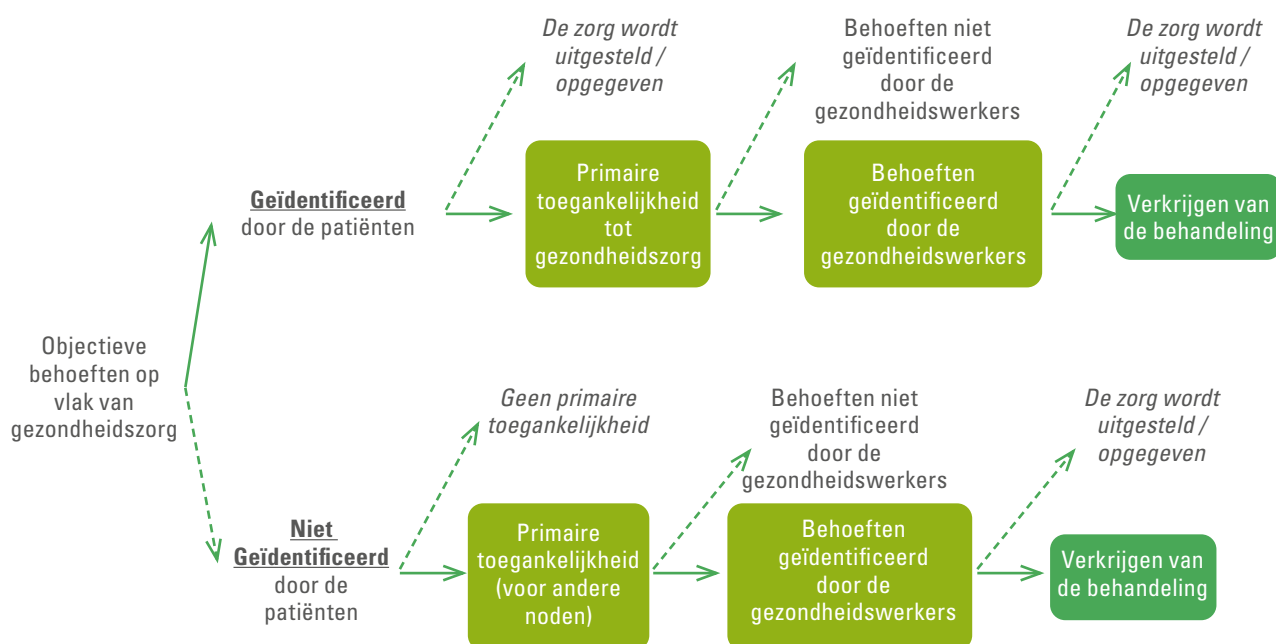 De zorg wordt
uitgesteld /
opgegeven
Behoeften niet
geïdentificeerd
door de
gezondheidswerkers
De zorg wordt
uitgesteld /
opgegeven
Geïdentificeerd
door de patiënten
Primaire
toegankelijkheid
tot
gezondheidszorg
Behoeften
geïdentificeerd
door de
gezondheidswerkers
Verkrijgen van
de behandeling
Objectieve
behoeften op
vlak van
gezondheidszorg
Geen primaire
toegankelijkheid
Behoeften niet
geïdentificeerd
door de
gezondheidswerkers
De zorg wordt
uitgesteld /
opgegeven
Niet
Geïdentificeerd
door de
patiënten
Primaire
toegankelijkheid
(voor andere
noden)
Behoeften
geïdentificeerd
door de
gezondheidswerkers
Verkrijgen van
de behandeling